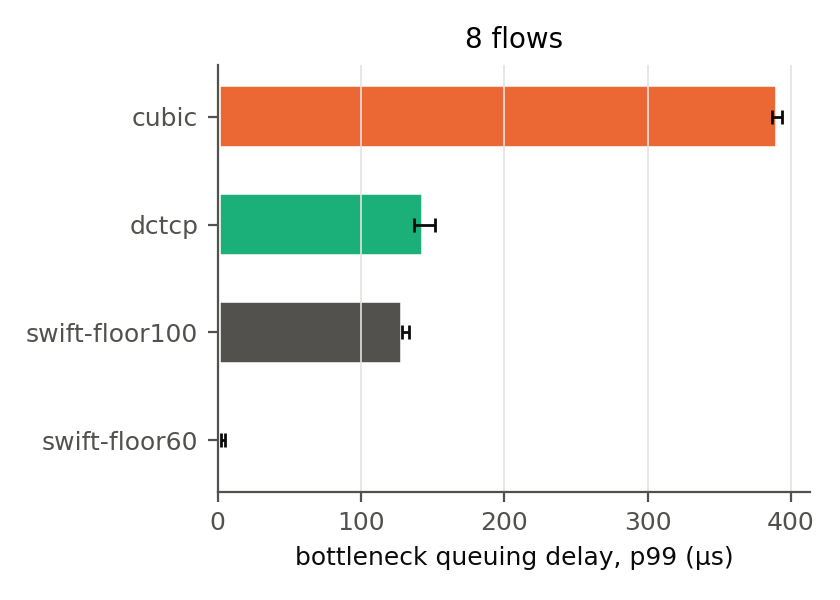 8 flows
cubic
dctcp
swift-floor100
swift-floor60
0 100 200 300 400
bottleneck queuing delay, p99 (µs)